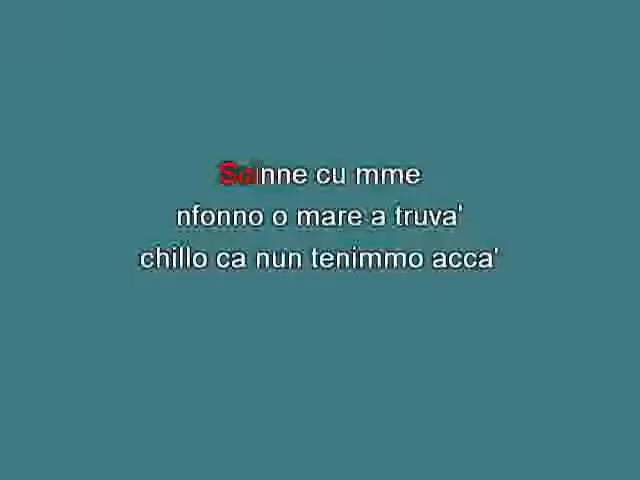 Scinne cu mme
nfonno o mare a truva'
chillo ca nun tenimmo acca'